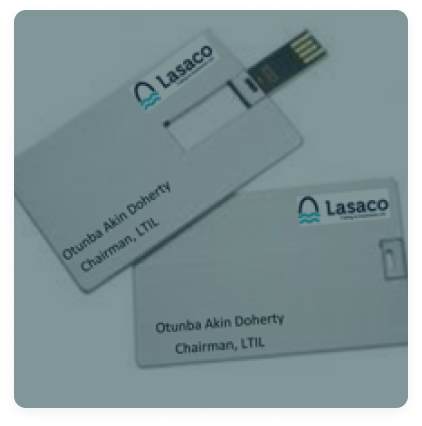 Lasaco
Otunba Akin Doherty
Chairman, LTIL
Lasaco
Otunba Akin Doherty
Chairman, LTIL